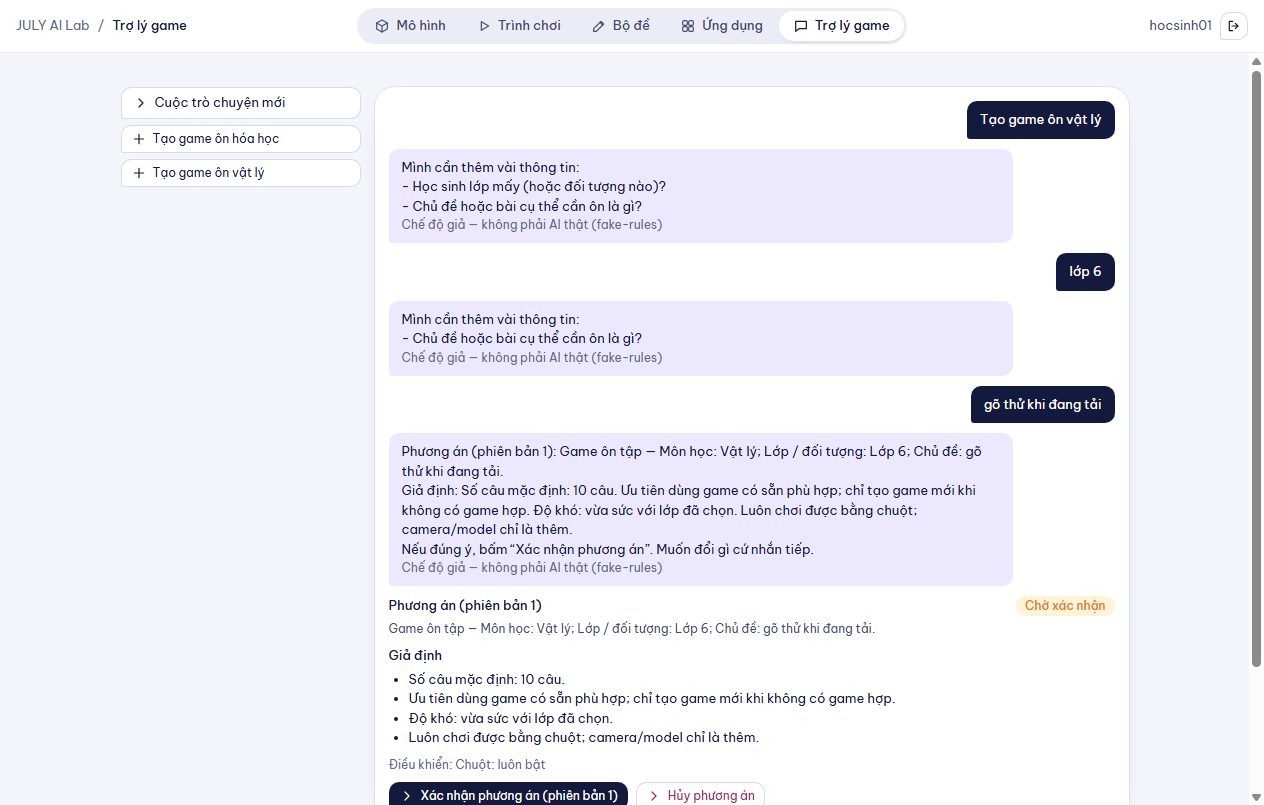 JULY AI Lab / Trợ lý game
Mô hình
Trình chơi
Bộ đề
Ứng dụng
Trợ lý game
hocsinh01
Cuộc trò chuyện mới
Tạo game ôn hóa học
Tạo game ôn vật lý
Tạo game ôn vật lý
Mình cần thêm vài thông tin:
- Học sinh lớp mấy (hoặc đối tượng nào)?
- Chủ đề hoặc bài cụ thể cần ôn là gì?
Chế độ giả — không phải AI thật (fake-rules)
lớp 6
Mình cần thêm vài thông tin:
- Chủ đề hoặc bài cụ thể cần ôn là gì?
Chế độ giả — không phải AI thật (fake-rules)
gõ thử khi đang tải
Phương án (phiên bản 1): Game ôn tập — Môn học: Vật lý; Lớp / đối tượng: Lớp 6; Chủ đề: gõ
thử khi đang tải.
Giả định: Số câu mặc định: 10 câu. Ưu tiên dùng game có sẵn phù hợp; chỉ tạo game mới khi
không có game hợp. Độ khó: vừa sức với lớp đã chọn. Luôn chơi được bằng chuột;
camera/model chỉ là thêm.
Nếu đúng ý, bấm “Xác nhận phương án”. Muốn đổi gì cứ nhắn tiếp.
Chế độ giả — không phải AI thật (fake-rules)
Phương án (phiên bản 1)
Chờ xác nhận
Game ôn tập — Môn học: Vật lý; Lớp / đối tượng: Lớp 6; Chủ đề: gõ thử khi đang tải.
Giả định
• Số câu mặc định: 10 câu.
• Ưu tiên dùng game có sẵn phù hợp; chỉ tạo game mới khi không có game hợp.
• Độ khó: vừa sức với lớp đã chọn.
• Luôn chơi được bằng chuột; camera/model chỉ là thêm.
Điều khiển: Chuột: luôn bật
Xác nhận phương án (phiên bản 1)
Hủy phương án